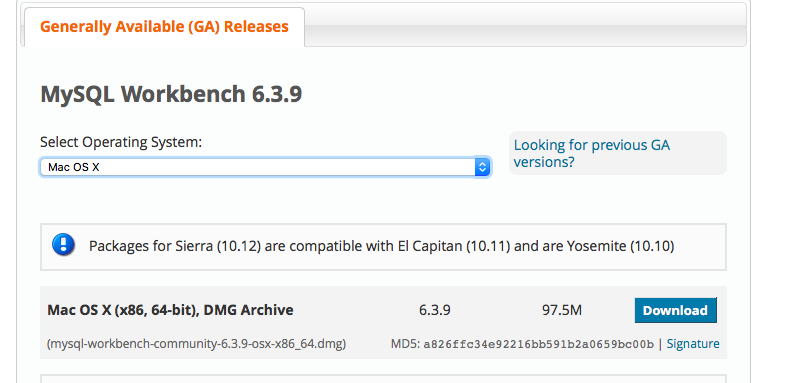 Generally Available (GA) Releases
MySQL Workbench 6.3.9
Select Operating System:
Mac OS X
Looking for previous GA
versions?
Packages for Sierra (10.12) are compatible with El Capitan (10.11) and are Yosemite (10.10)
Mac OS X (x86, 64-bit), DMG Archive 6.3.9 97.5M Download
(mysql-workbench-community-6.3.9-osx-x86_64.dmg) MD5: a826ffc34e92216bb591b2a0659bc00b | Signature